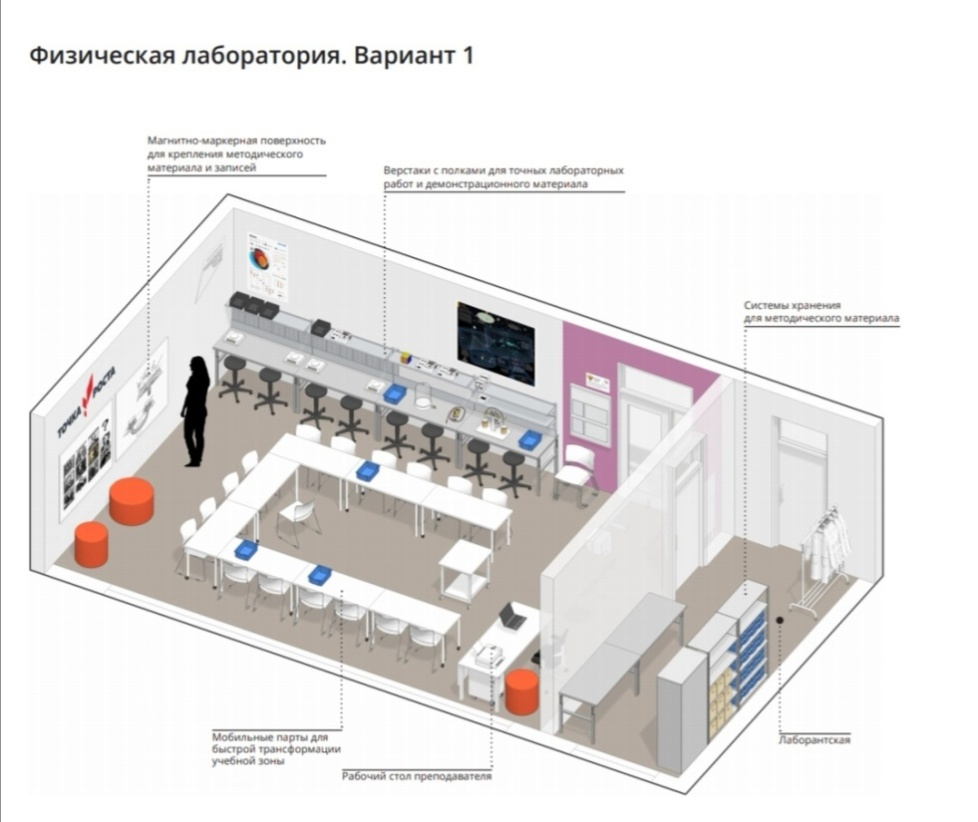 Физическая лаборатория. Вариант 1
Магнитно-маркерная поверхность
для крепления методического
материала и записей
Верстаки с полками для точных лабораторных
работ и демонстрационного материала
Системы хранения
для методического материала
ТОЧКА РОСТА
Мобильные парты для
быстрой трансформации
учебной зоны
Рабочий стол преподавателя
Лаборантская